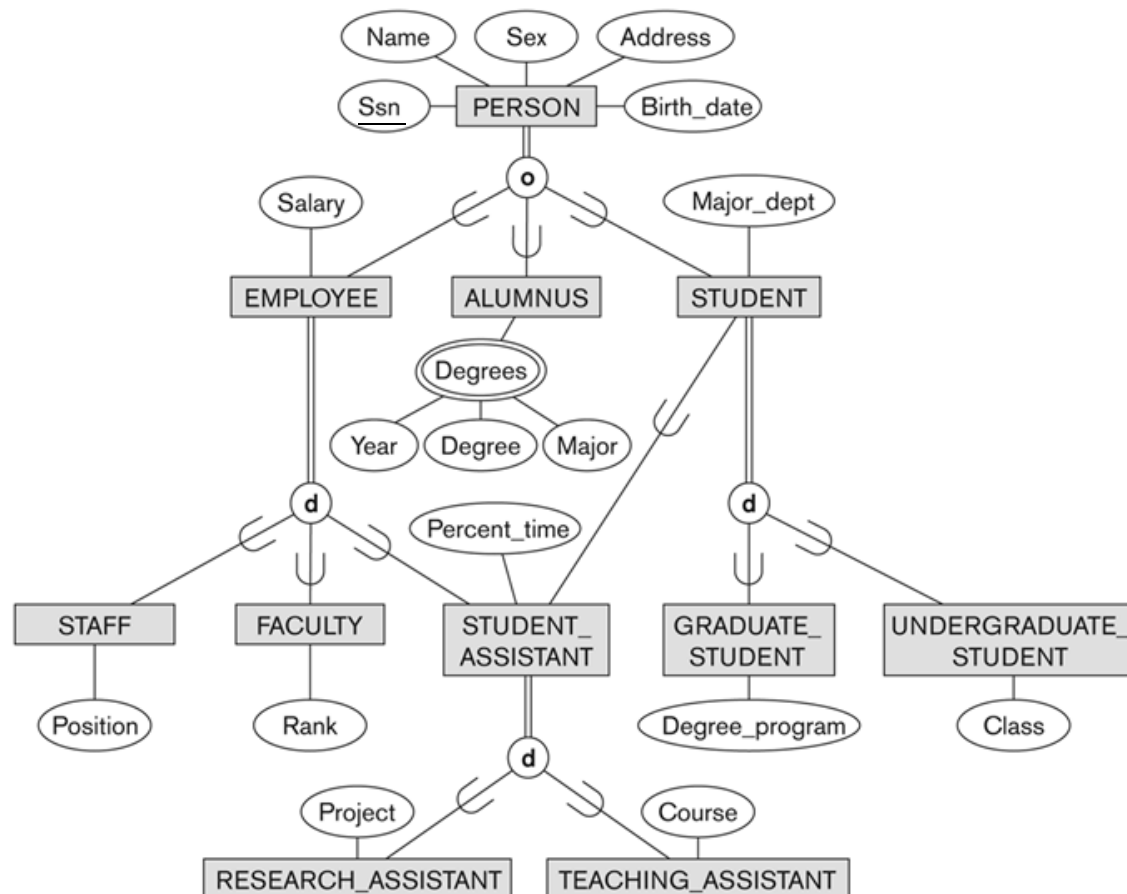 Name
Sex
Address
Ssn
PERSON
Birth_date
o
Salary
Major_dept
EMPLOYEE
ALUMNUS
STUDENT
Degrees
Year
Degree
Major
d
d
Percent_time
STAFF
FACULTY
STUDENT_
ASSISTANT
GRADUATE_
STUDENT
UNDERGRADUATE_
STUDENT
Position
Rank
Degree_program
Class
d
Project
Course
RESEARCH_ASSISTANT
TEACHING_ASSISTANT